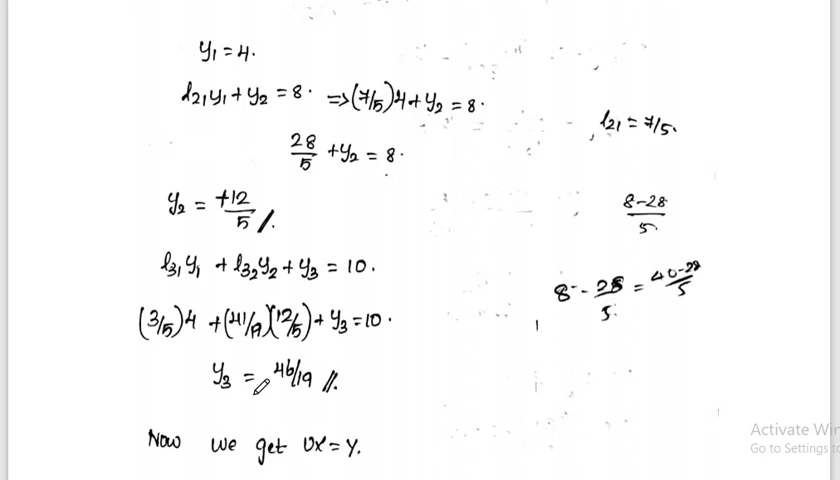 y₁ = 4.
l₂₁y₁ + y₂ = 8. ⇒ (7/5)4 + y₂ = 8.
l₂₁ = 7/5.
28/5 + y₂ = 8.
y₂ = +12/5 //.
8-28/5.
l₃₁y₁ + l₃₂y₂ + y₃ = 10.
8 - 28/5 = 40-28/5
(3/5)4 + (41/19)(12/5) + y₃ = 10.
y₃ = 46/19 //.
Now we get UX = Y.
Activate Win
Go to Settings to